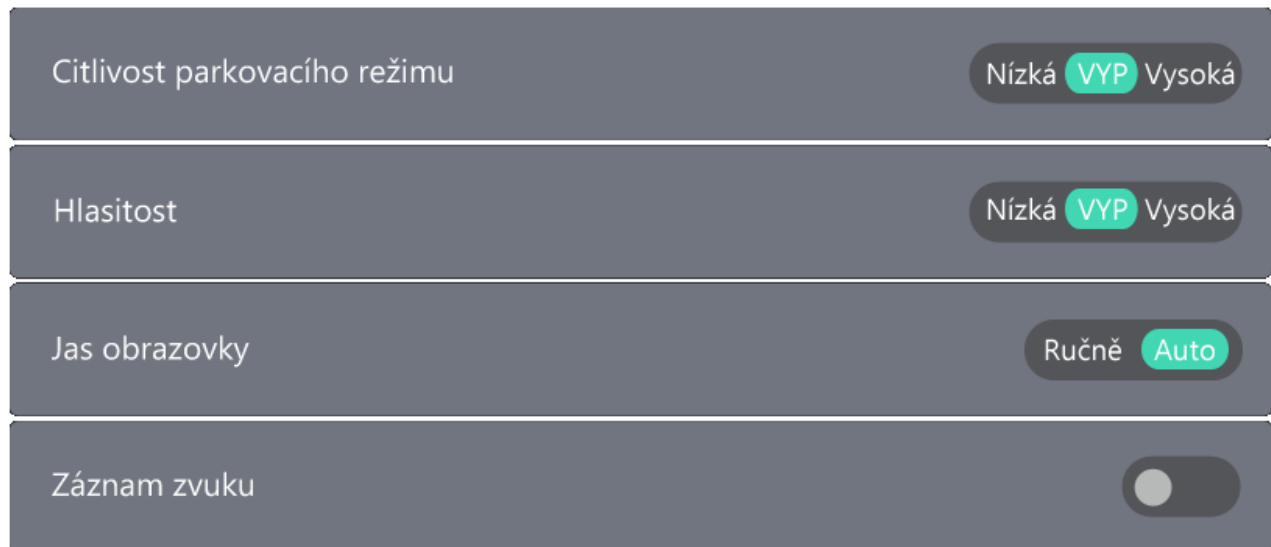 Citlivost parkovacího režimu Nízká VYP Vysoká
Hlasitost Nízká VYP Vysoká
Jas obrazovky Ručně Auto
Záznam zvuku